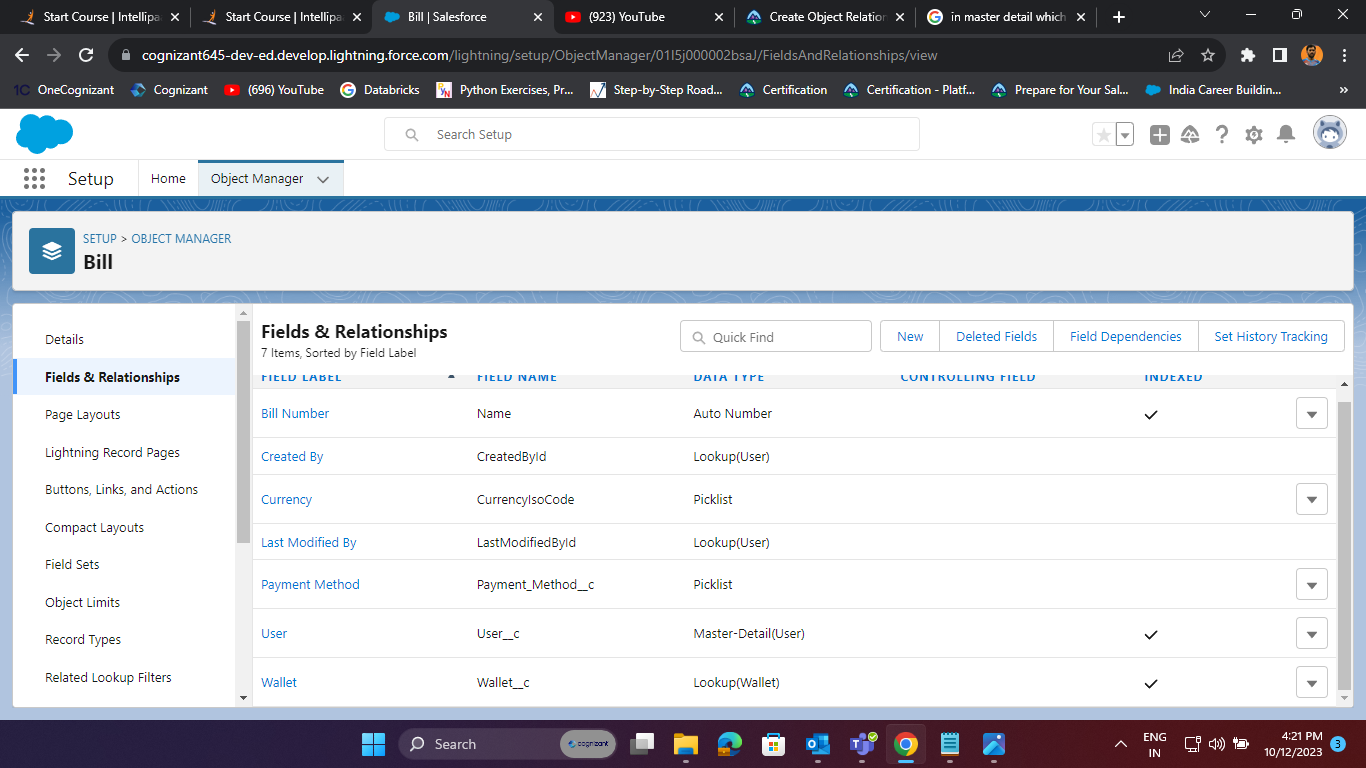 Start Course | Intellipa
Start Course | Intellipa
Bill | Salesforce
(923) YouTube
Create Object Relation
in master detail which
cognizant645-dev-ed.develop.lightning.force.com/lightning/setup/ObjectManager/01I5j000002bsaJ/FieldsAndRelationships/view
1C OneCognizant
Cognizant
(696) YouTube
Databricks
Python Exercises, Pr...
Step-by-Step Road...
Certification
Certification - Platf...
Prepare for Your Sal...
India Career Buildin...
»
Search Setup
Setup
Home
Object Manager
SETUP > OBJECT MANAGER
Bill
Details
Fields & Relationships
Page Layouts
Lightning Record Pages
Buttons, Links, and Actions
Compact Layouts
Field Sets
Object Limits
Record Types
Related Lookup Filters
Fields & Relationships
7 Items, Sorted by Field Label
Quick Find
New
Deleted Fields
Field Dependencies
Set History Tracking
FIELD LABEL FIELD NAME DATA TYPE CONTROLLING FIELD INDEXED
Bill Number Name Auto Number
Created By CreatedById Lookup(User)
Currency CurrencyIsoCode Picklist
Last Modified By LastModifiedById Lookup(User)
Payment Method Payment_Method__c Picklist
User User__c Master-Detail(User)
Wallet Wallet__c Lookup(Wallet)
Search
cognizant
ENG
IN
4:21 PM
10/12/2023
3